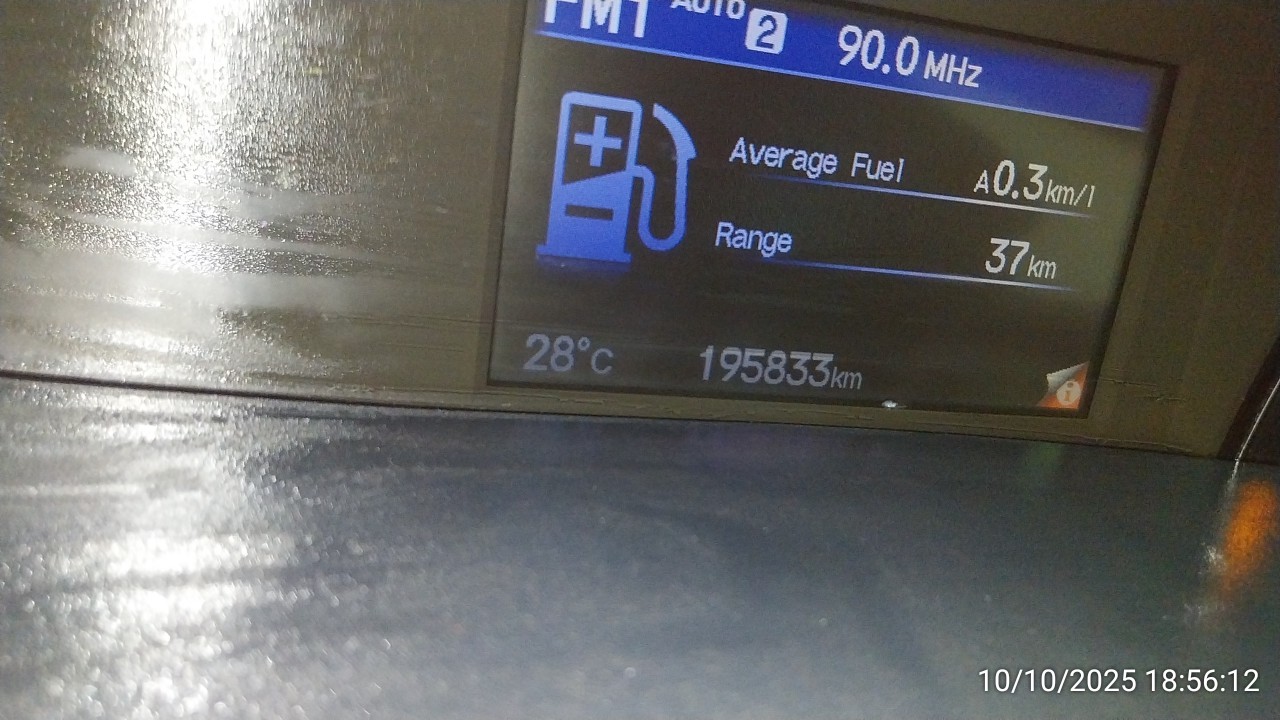 FM1 AUTO 2 90.0 MHz
Average Fuel A0.3km/l
Range 37km
28°C 195833km
i
10/10/2025 18:56:12